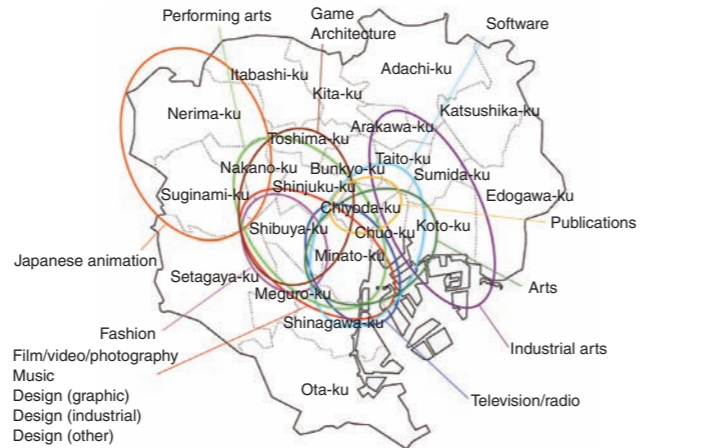 Performing arts
Game
Architecture
Software
Itabashi-ku
Adachi-ku
Kita-ku
Nerima-ku
Katsushika-ku
Arakawa-ku
Toshima-ku
Taito-ku
Nakano-ku
Bunkyo-ku
Sumida-ku
Shinjuku-ku
Suginami-ku
Edogawa-ku
Chiyoda-ku
Publications
Shibuya-ku
Chuo-ku
Koto-ku
Minato-ku
Japanese animation
Setagaya-ku
Arts
Meguro-ku
Shinagawa-ku
Fashion
Industrial arts
Film/video/photography
Music
Design (graphic)
Design (industrial)
Design (other)
Ota-ku
Television/radio